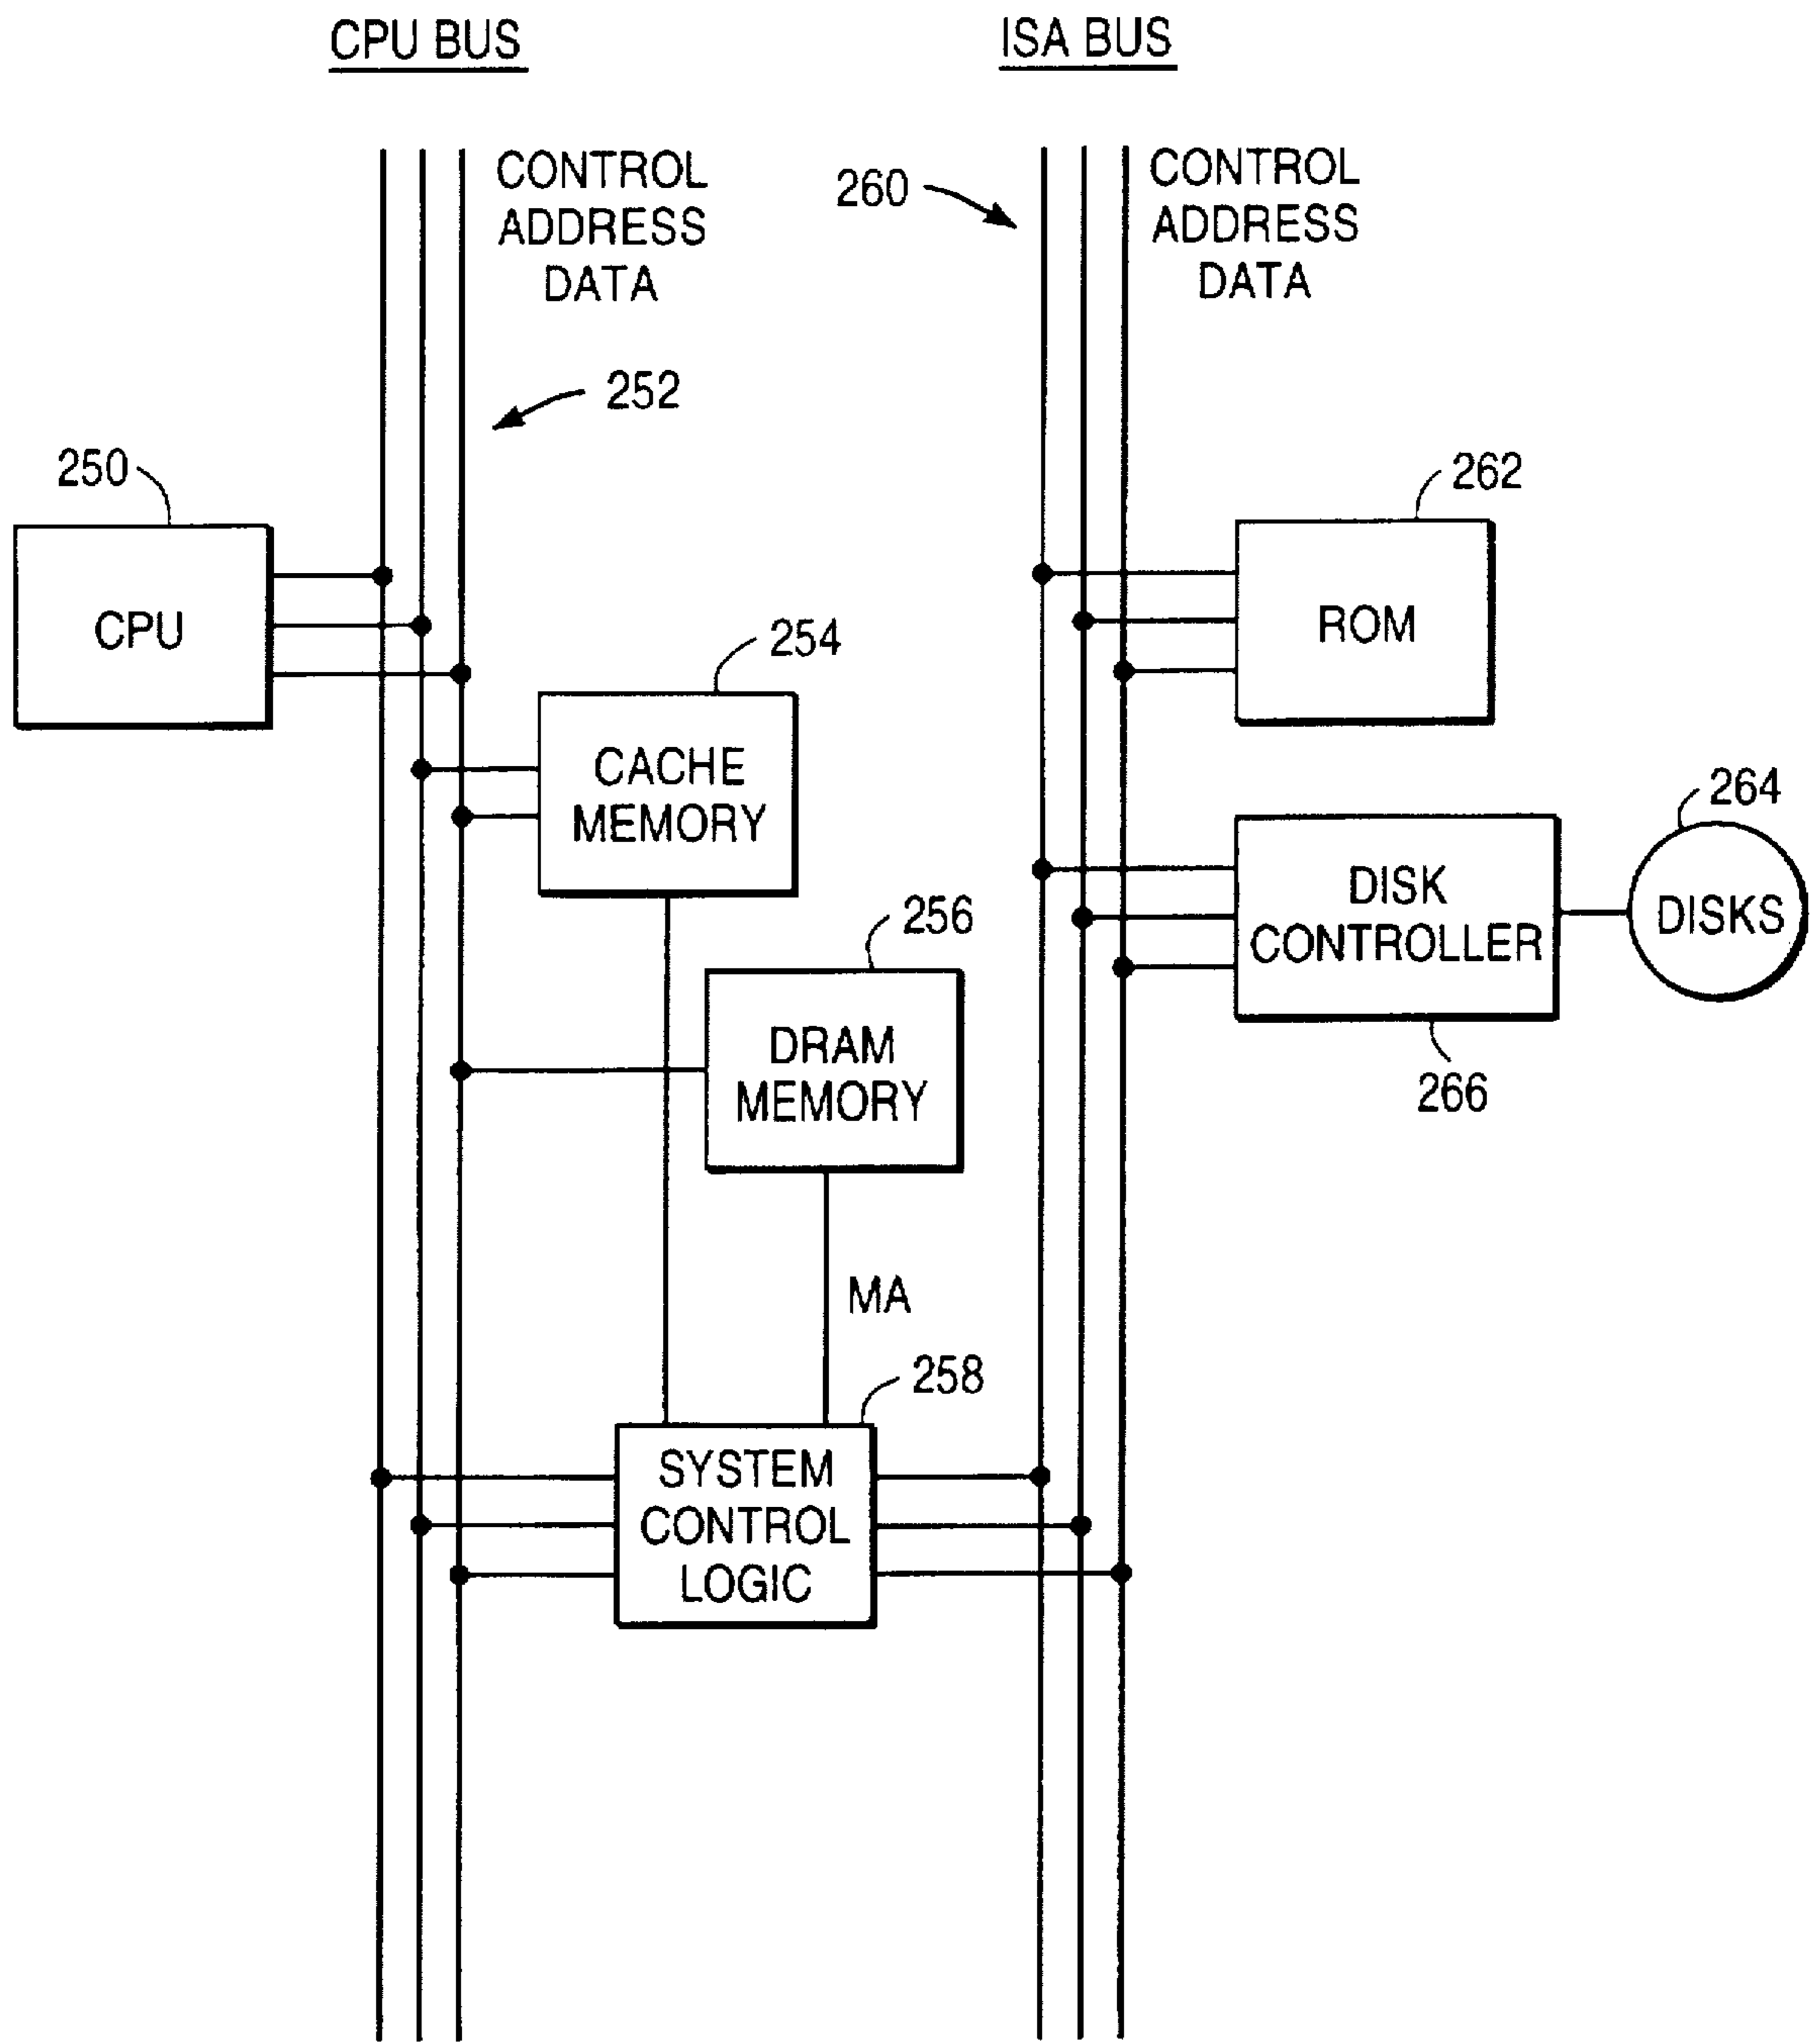 CPU BUS
ISA BUS
CONTROL
ADDRESS
DATA
260
CONTROL
ADDRESS
DATA
252
250
CPU
262
ROM
254
CACHE
MEMORY
264
DISK
CONTROLLER
DISKS
266
256
DRAM
MEMORY
MA
258
SYSTEM
CONTROL
LOGIC